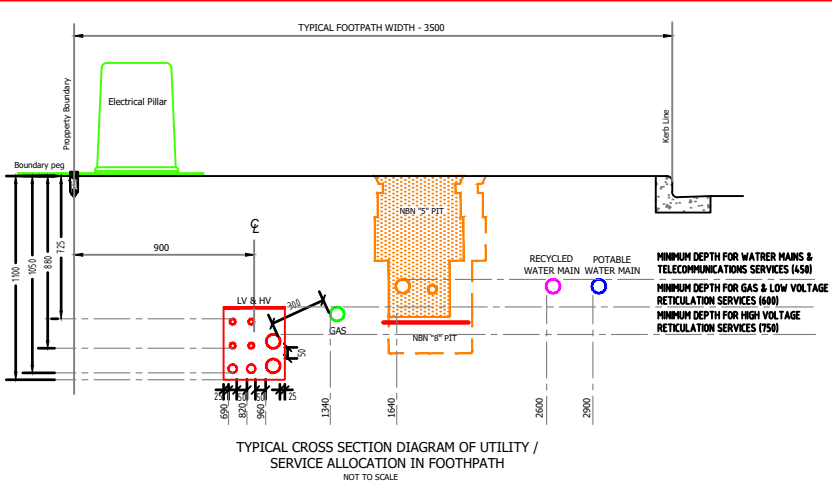 TYPICAL FOOTPATH WIDTH - 3500
Propperty Boundary
Electrical Pillar
Kerb Line
Boundary peg
725
880
1050
1100
900
CL
NBN "5" PIT
RECYCLED
WATER MAIN
POTABLE
WATER MAIN
MINIMUM DEPTH FOR WATRER MAINS &
TELECOMMUNICATIONS SERVICES (450)
MINIMUM DEPTH FOR GAS & LOW VOLTAGE
RETICULATION SERVICES (600)
MINIMUM DEPTH FOR HIGH VOLTAGE
RETICULATION SERVICES (750)
LV & HV
300
GAS
NBN "8" PIT
50
25
50
50
25
690
820
960
1340
1640
2600
2900
TYPICAL CROSS SECTION DIAGRAM OF UTILITY /
SERVICE ALLOCATION IN FOOTHPATH
NOT TO SCALE